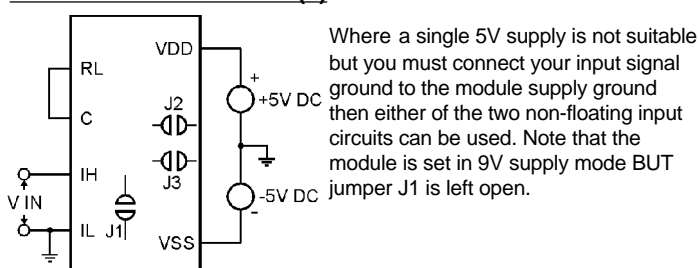 VDD
RL
+
+5V DC
J2
C
J3
IH
V IN
-5V DC
-
IL
J1
VSS
Where a single 5V supply is not suitable
but you must connect your input signal
ground to the module supply ground
then either of the two non-floating input
circuits can be used. Note that the
module is set in 9V supply mode BUT
jumper J1 is left open.